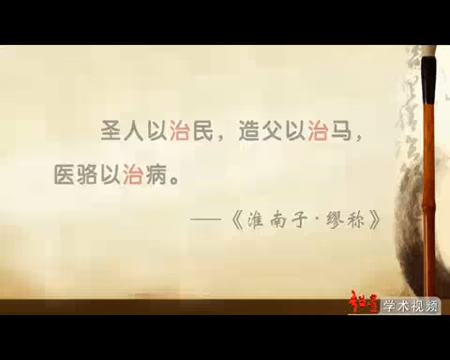 圣人以治民，造父以治马，
医骆以治病。
——《淮南子·缪称》
学术视频